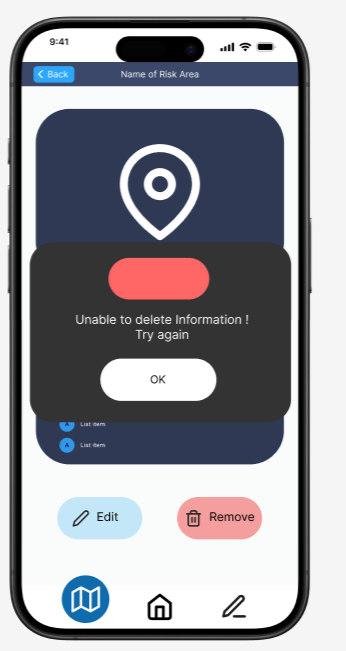 9:41
Back
Name of Risk Area
Unable to delete Information !
Try again
OK
A List item
A List item
Edit
Remove